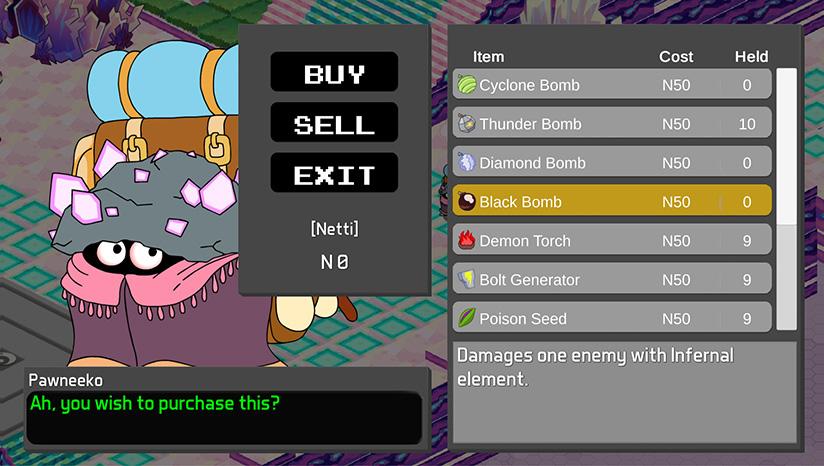 BUY
SELL
EXIT
[Netti]
N 0
Item Cost Held
Cyclone Bomb N50 0
Thunder Bomb N50 10
Diamond Bomb N50 0
Black Bomb N50 0
Demon Torch N50 9
Bolt Generator N50 9
Poison Seed N50 9
Damages one enemy with Infernal
element.
Pawneeko
Ah, you wish to purchase this?